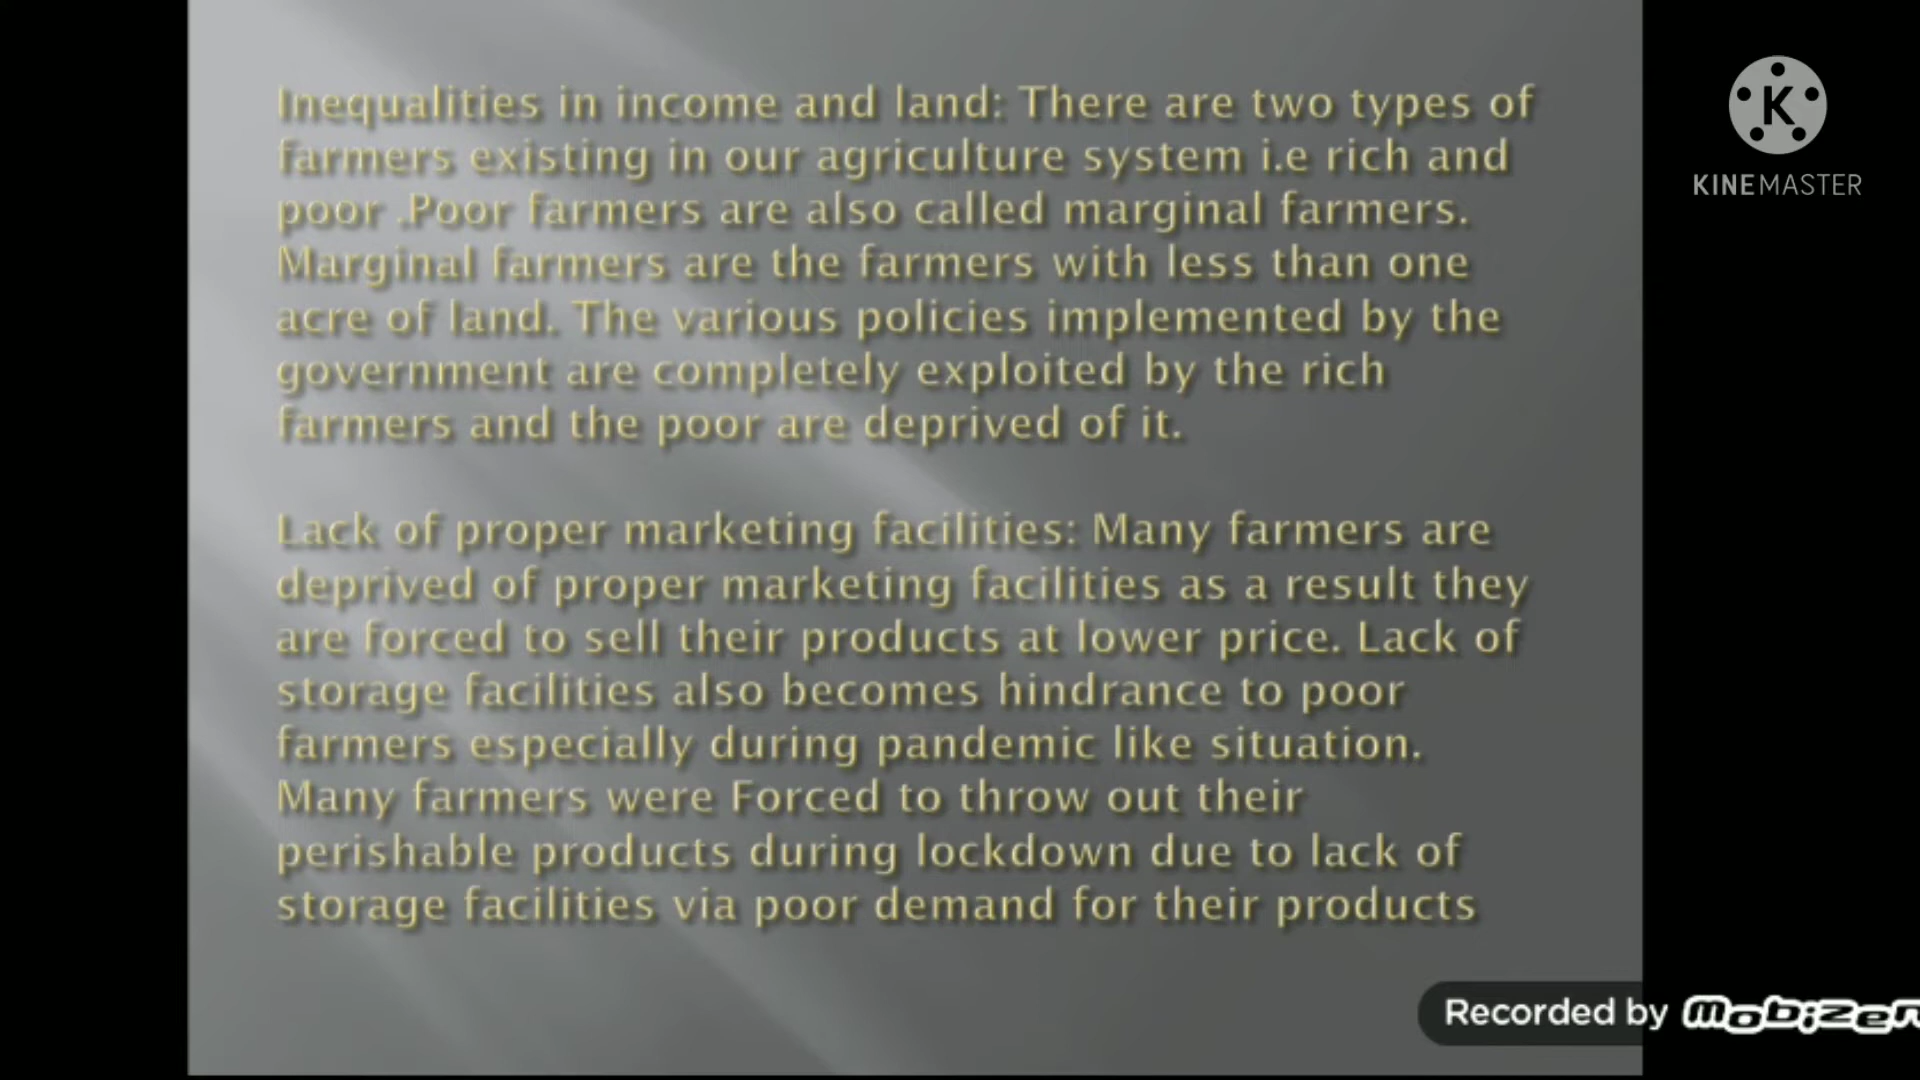 Inequalities in income and land: There are two types of
farmers existing in our agriculture system i.e rich and
poor .Poor farmers are also called marginal farmers.
Marginal farmers are the farmers with less than one
acre of land. The various policies implemented by the
government are completely exploited by the rich
farmers and the poor are deprived of it.
Lack of proper marketing facilities: Many farmers are
deprived of proper marketing facilities as a result they
are forced to sell their products at lower price. Lack of
storage facilities also becomes hindrance to poor
farmers especially during pandemic like situation.
Many farmers were Forced to throw out their
perishable products during lockdown due to lack of
storage facilities via poor demand for their products
K
KINEMASTER
Recorded by mobizen